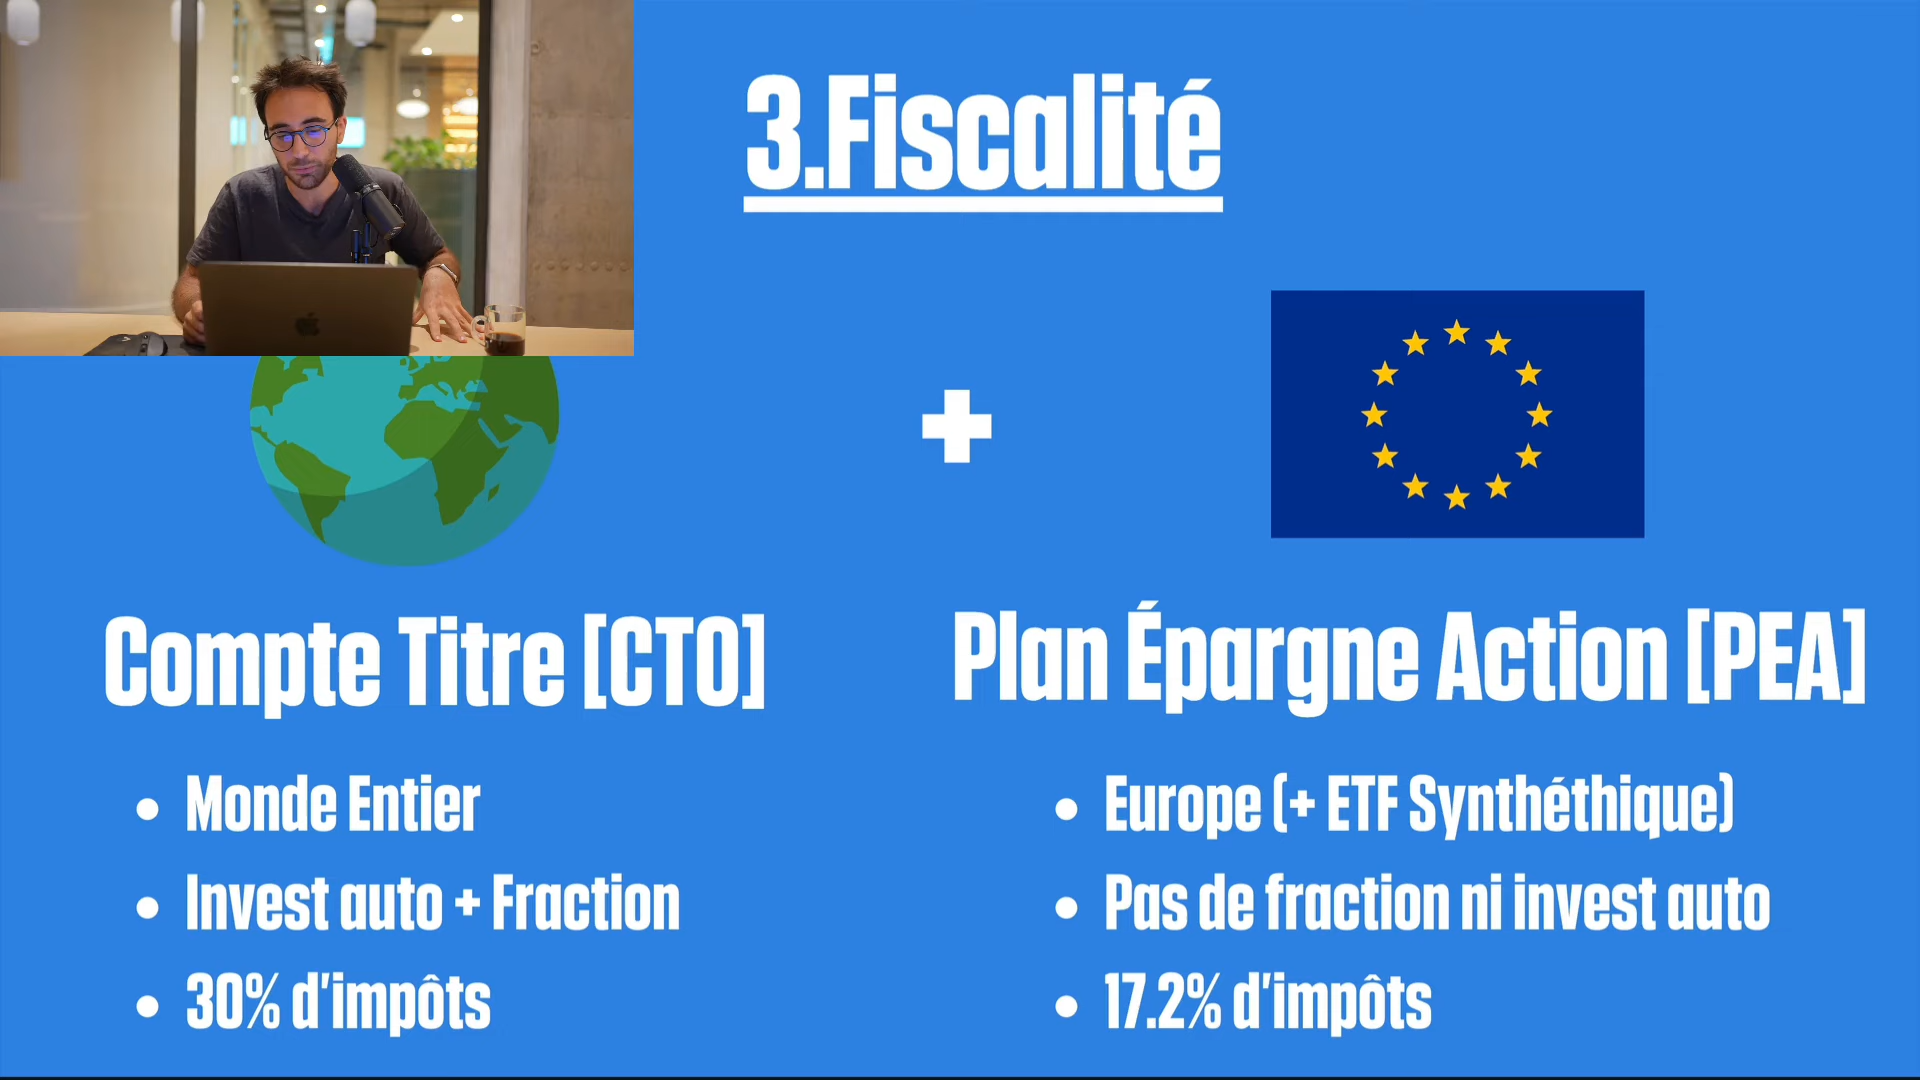 3.Fiscalité
Compte Titre [CTO]
• Monde Entier
• Invest auto + Fraction
• 30% d'impôts
Plan Épargne Action [PEA]
• Europe (+ ETF Synthéthique)
• Pas de fraction ni invest auto
• 17.2% d'impôts